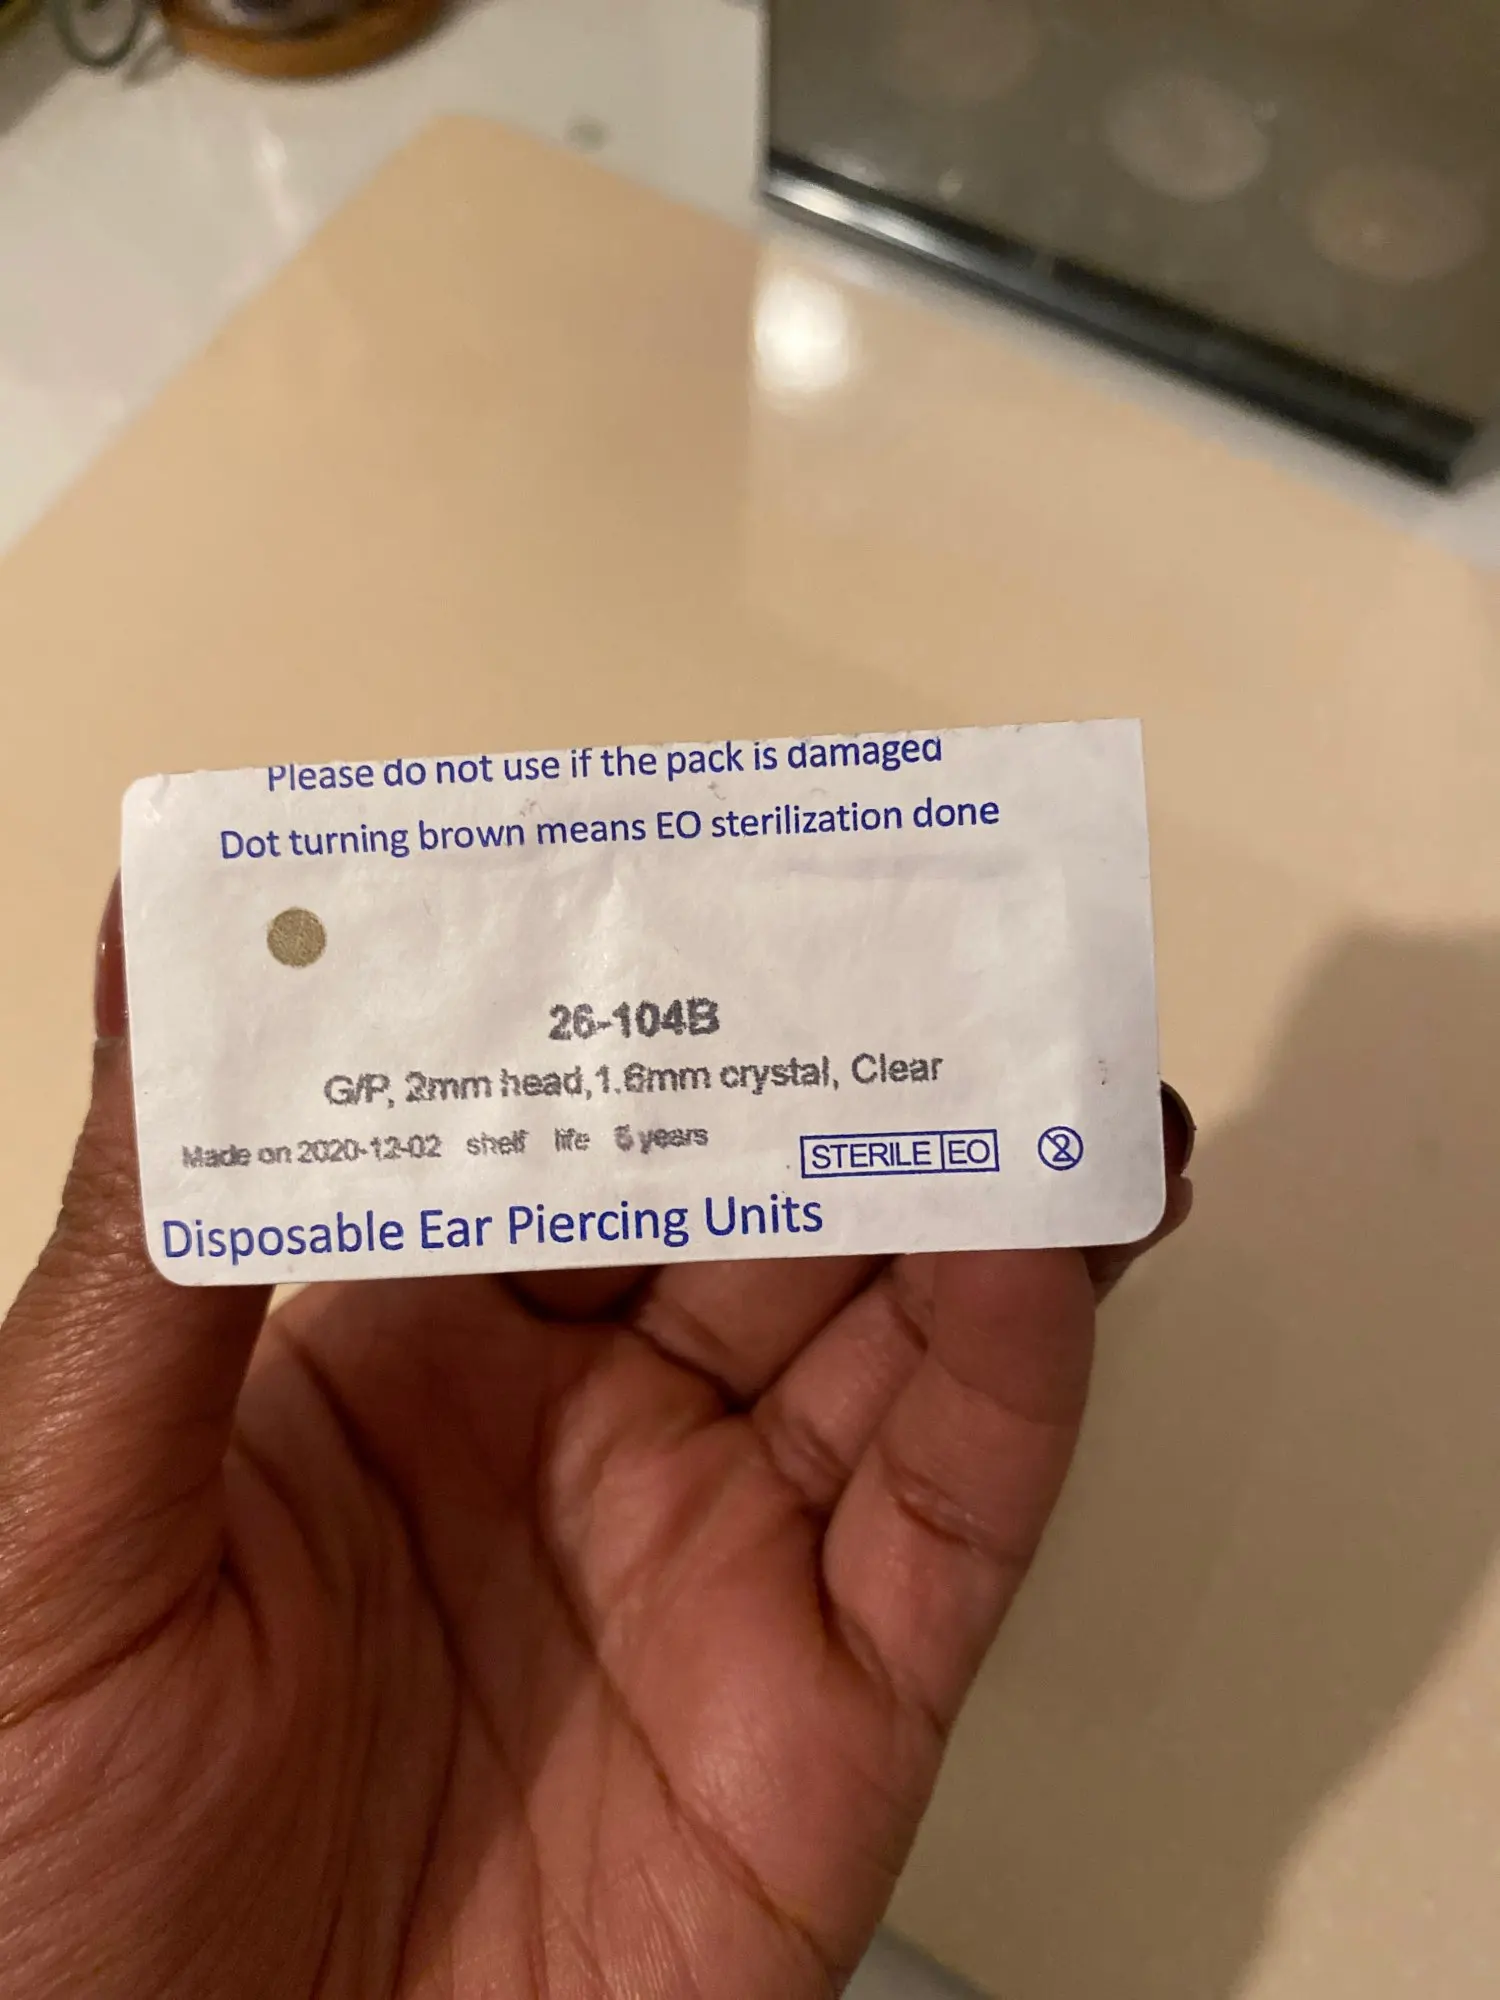 Please do not use if the pack is damaged
Dot turning brown means EO sterilization done
26-104B
G/P, 2mm head,1.6mm crystal, Clear
Made on 2020-12-02 shelf life 5 years
STERILE EO
2
Disposable Ear Piercing Units